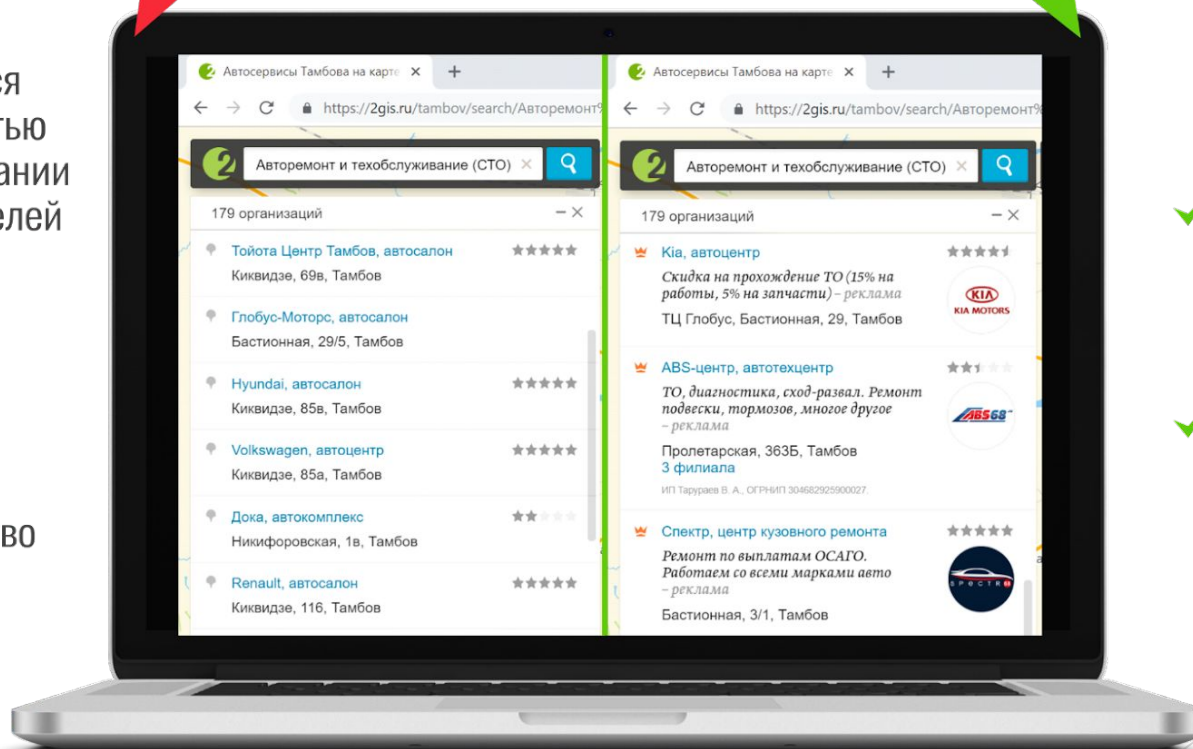 Автосервисы Тамбова на карте
https://2gis.ru/tambov/search/Авторемонт%
Авторемонт и техобслуживание (СТО)
179 организаций
Тойота Центр Тамбов, автосалон
Киквидзе, 69в, Тамбов
Глобус-Моторс, автосалон
Бастионная, 29/5, Тамбов
Hyundai, автосалон
Киквидзе, 85в, Тамбов
Volkswagen, автоцентр
Киквидзе, 85а, Тамбов
Дока, автокомплекс
Никифоровская, 1в, Тамбов
Renault, автосалон
Киквидзе, 116, Тамбов
Автосервисы Тамбова на карте
https://2gis.ru/tambov/search/Авторемонт%
Авторемонт и техобслуживание (СТО)
179 организаций
Kia, автоцентр
Скидка на прохождение ТО (15% на
работы, 5% на запчасти) – реклама
KIA
KIA MOTORS
ТЦ Глобус, Бастионная, 29, Тамбов
ABS-центр, автотехцентр
ТО, диагностика, сход-развал. Ремонт
подвески, тормозов, многое другое
– реклама
ABS68
Пролетарская, 363Б, Тамбов
3 филиала
ИП Тарураев В. А., ОГРНИП 304682925900027.
Спектр, центр кузовного ремонта
Ремонт по выплатам ОСАГО.
Работаем со всеми марками авто
– реклама
SPECTR
Бастионная, 3/1, Тамбов